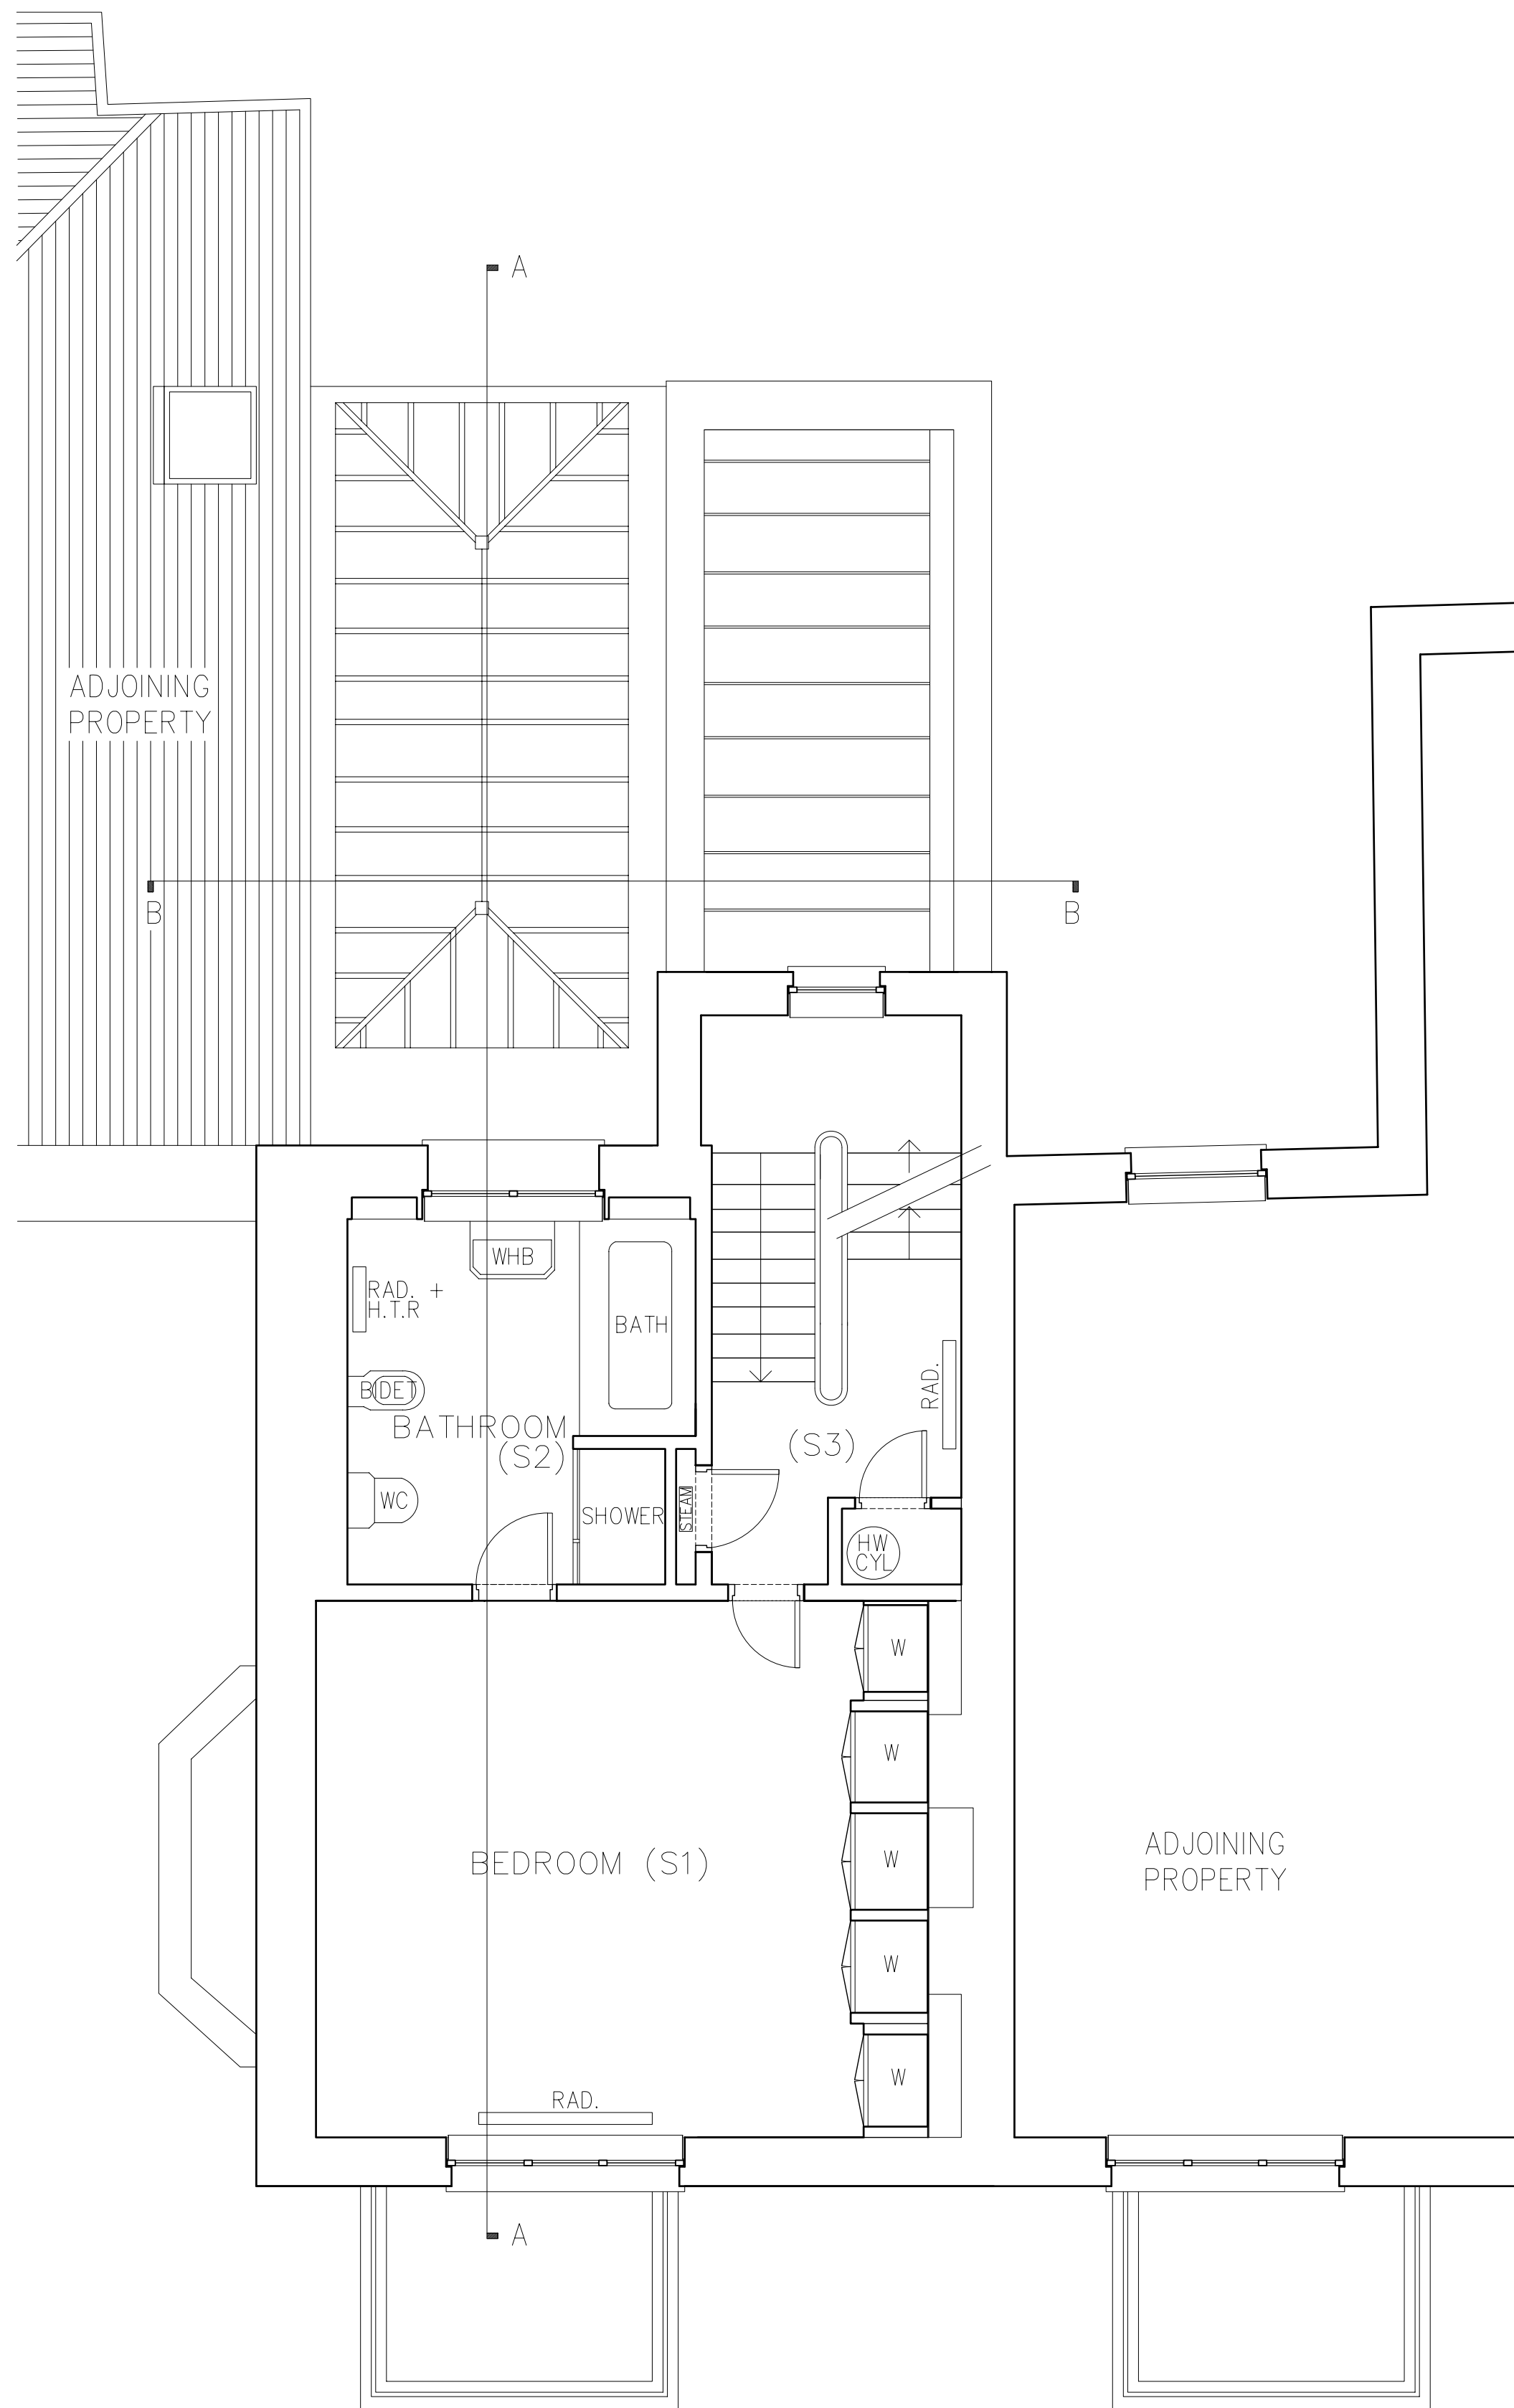 A
ADJOINING
PROPERTY
B
B
WHB
RAD. +
H.T.R
BATH
BIDET
RAD.
BATHROOM
(S2)
(S3)
WC
SHOWER
STEAM
HW
CYL
W
W
BEDROOM (S1)
W
ADJOINING
PROPERTY
W
W
RAD.
A